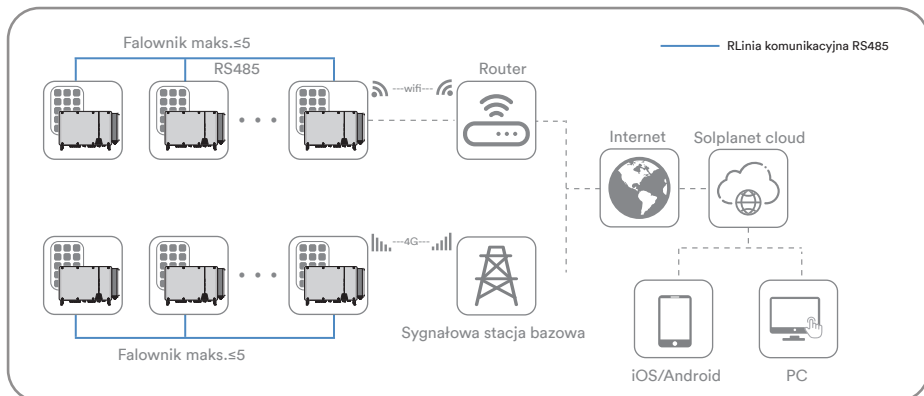 Falownik maks.≤5
RLinia komunikacyjna RS485
RS485
---wifi---
Router
Internet
Solplanet cloud
---4G---
Sygnałowa stacja bazowa
Falownik maks.≤5
iOS/Android
PC